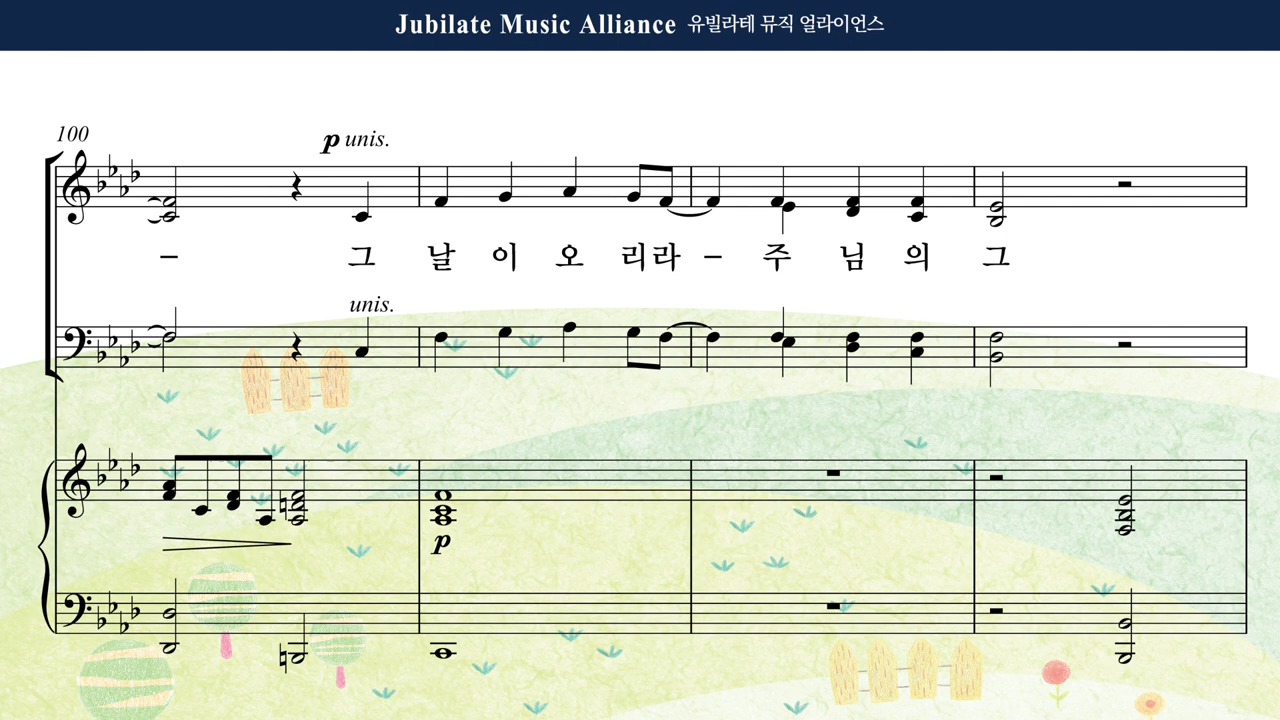 Jubilate Music Alliance 유빌라테 뮤직 얼라이언스
100
p unis.
– 그 날 이 오 리 라 – 주 님 의 그
unis.
p